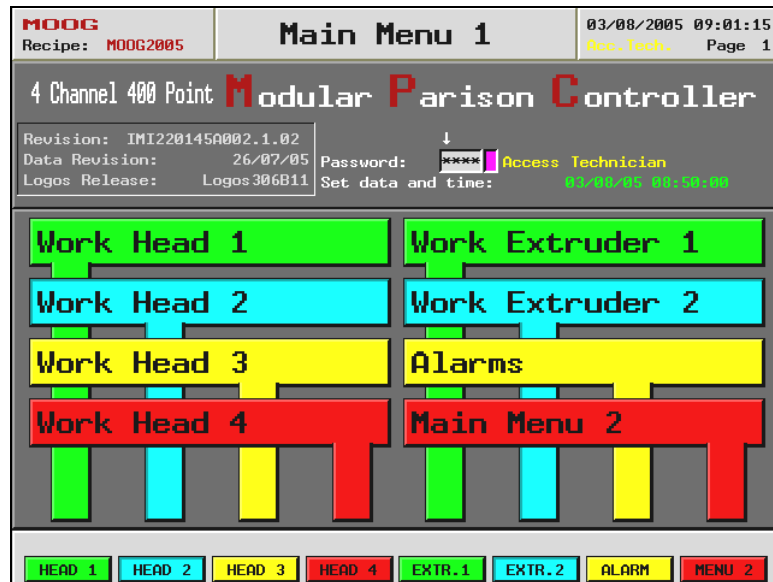 MOOG
Recipe: MOOG2005
Main Menu 1
03/08/2005 09:01:15
Acc.Tech. Page 1
4 Channel 400 Point Modular Parison Controller
Revision: IMI220145A002.1.02
Data Revision: 26/07/05
Logos Release: Logos306B11
↓
Password: **** Access Technician
Set data and time: 03/08/05 08:50:00
Work Head 1
Work Extruder 1
Work Head 2
Work Extruder 2
Work Head 3
Alarms
Work Head 4
Main Menu 2
HEAD 1 HEAD 2 HEAD 3 HEAD 4 EXTR.1 EXTR.2 ALARM MENU 2